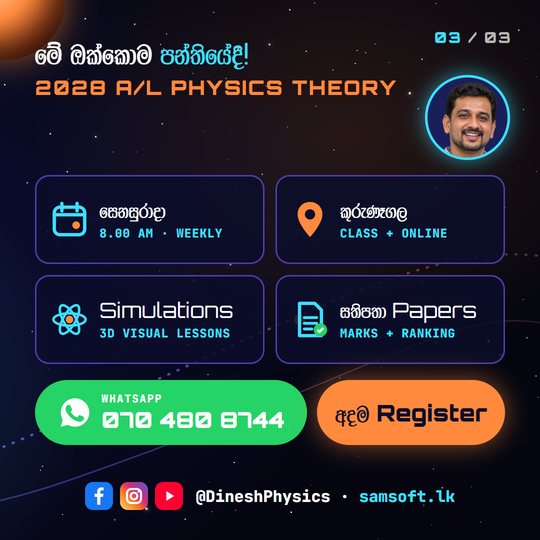 03 / 03
මේ ඔක්කොම පන්තියේදී!
2028 A/L PHYSICS THEORY
සෙනසුරාදා
8.00 AM · WEEKLY
කුරුණෑගල
CLASS + ONLINE
Simulations
3D VISUAL LESSONS
සතිපතා Papers
MARKS + RANKING
WHATSAPP
070 480 8744
අදම Register
@DineshPhysics · samsoft.lk